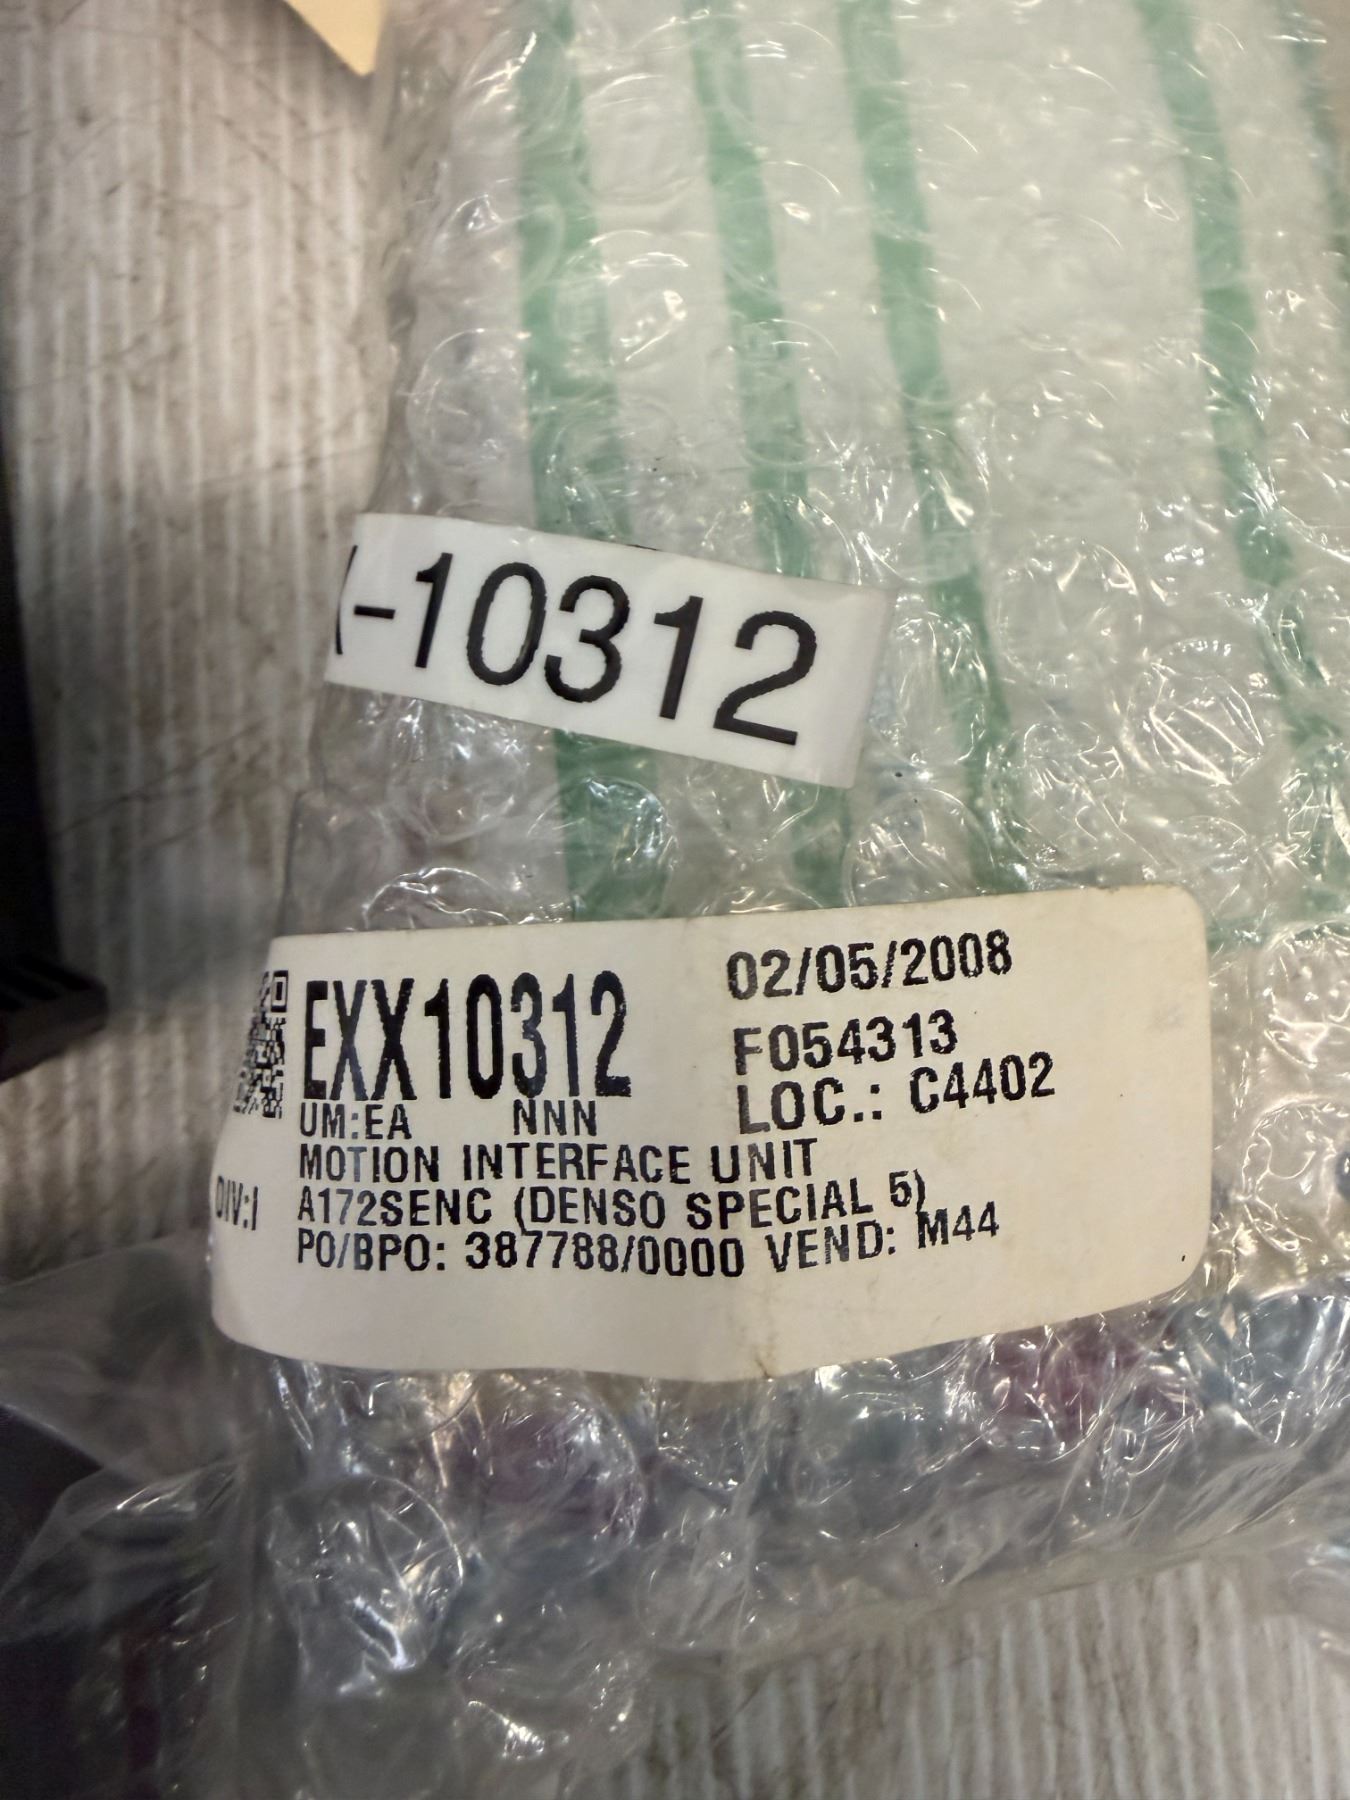 -10312
EXX10312
02/05/2008
F054313
UM:EA NNN
LOC.: C4402
MOTION INTERFACE UNIT
DIV:I A172SENC (DENSO SPECIAL 5)
PO/BPO: 387788/0000 VEND: M44